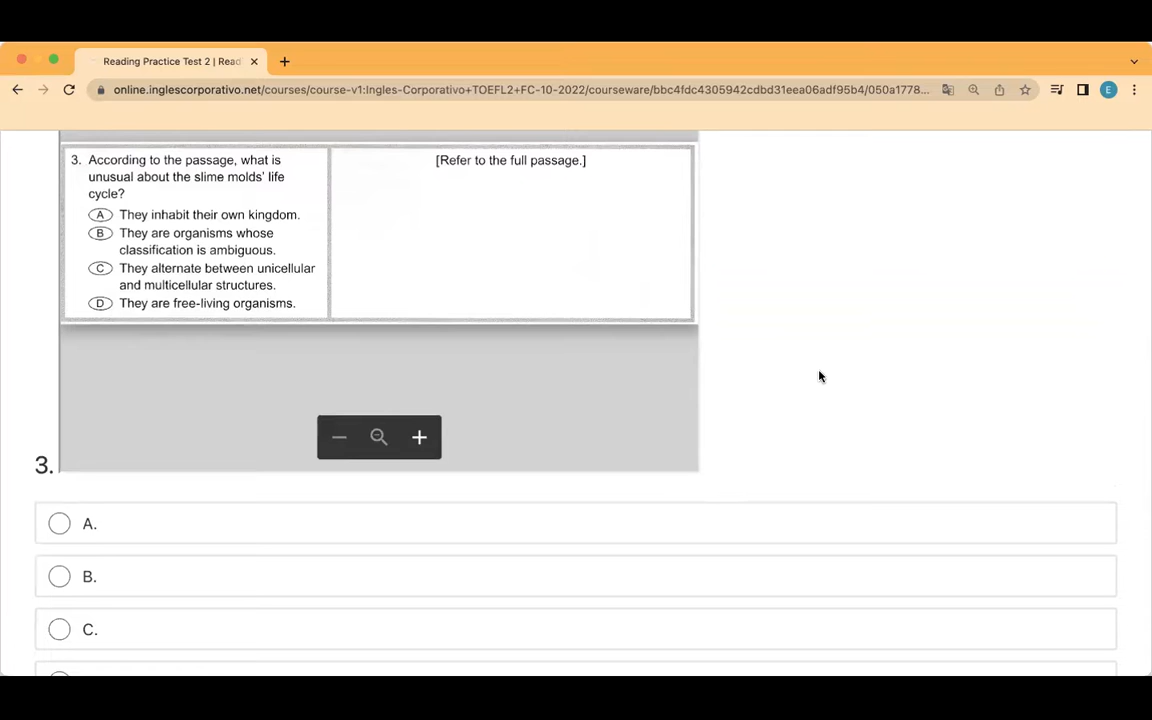 Reading Practice Test 2 | Read
online.inglescorporativo.net/courses/course-v1:Ingles-Corporativo+TOEFL2+FC-10-2022/courseware/bbc4fdc4305942cdbd31eea06adf95b4/050a1778...
E
3. According to the passage, what is
unusual about the slime molds' life
cycle?
A They inhabit their own kingdom.
B They are organisms whose
classification is ambiguous.
C They alternate between unicellular
and multicellular structures.
D They are free-living organisms.
[Refer to the full passage.]
3.
A.
B.
C.